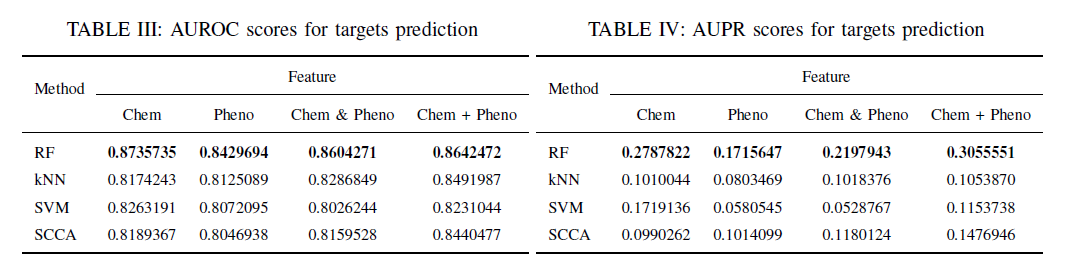 TABLE III: AUROC scores for targets prediction
Method Feature
Chem Pheno Chem & Pheno Chem + Pheno
RF 0.8735735 0.8429694 0.8604271 0.8642472
kNN 0.8174243 0.8125089 0.8286849 0.8491987
SVM 0.8263191 0.8072095 0.8026244 0.8231044
SCCA 0.8189367 0.8046938 0.8159528 0.8440477
TABLE IV: AUPR scores for targets prediction
Method Feature
Chem Pheno Chem & Pheno Chem + Pheno
RF 0.2787822 0.1715647 0.2197943 0.3055551
kNN 0.1010044 0.0803469 0.1018376 0.1053870
SVM 0.1719136 0.0580545 0.0528767 0.1153738
SCCA 0.0990262 0.1014099 0.1180124 0.1476946